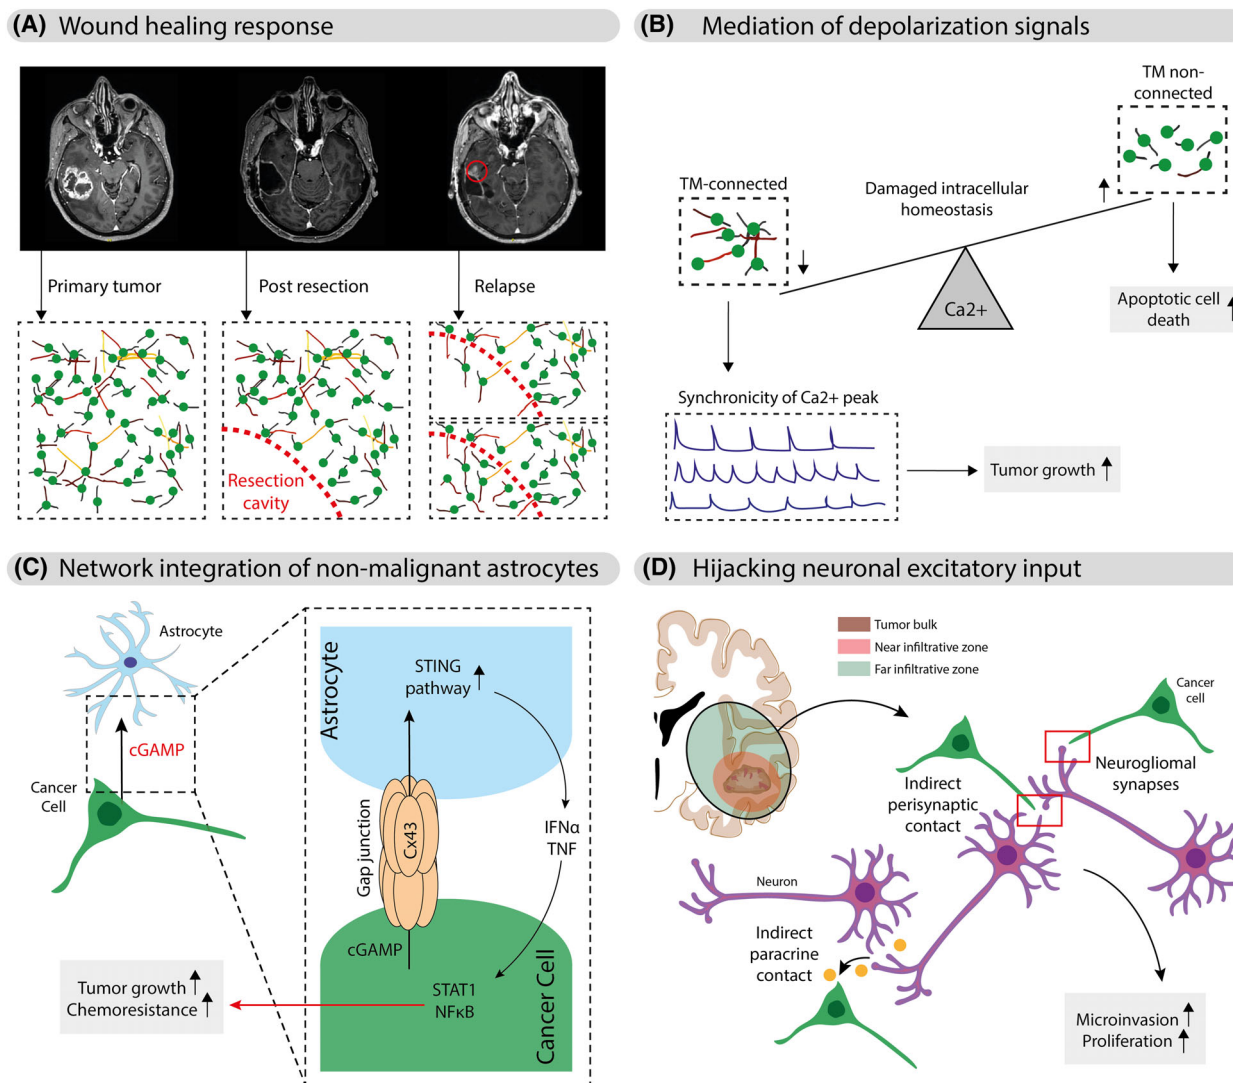 (A) Wound healing response
Primary tumor
Post resection
Relapse
Resection
cavity
(B) Mediation of depolarization signals
TM non-
connected
TM-connected
Damaged intracellular
homeostasis
Ca2+
Apoptotic cell
death
Synchronicity of Ca2+ peak
Tumor growth
(C) Network integration of non-malignant astrocytes
Astrocyte
cGAMP
Cancer
Cell
Astrocyte
STING
pathway
Gap junction
Cx43
IFNα
TNF
cGAMP
STAT1
NFκB
Cancer Cell
Tumor growth
Chemoresistance
(D) Hijacking neuronal excitatory input
Tumor bulk
Near infiltrative zone
Far infiltrative zone
Cancer
cell
Neurogliomal
synapses
Indirect
perisynaptic
contact
Neuron
Indirect
paracrine
contact
Microinvasion
Proliferation